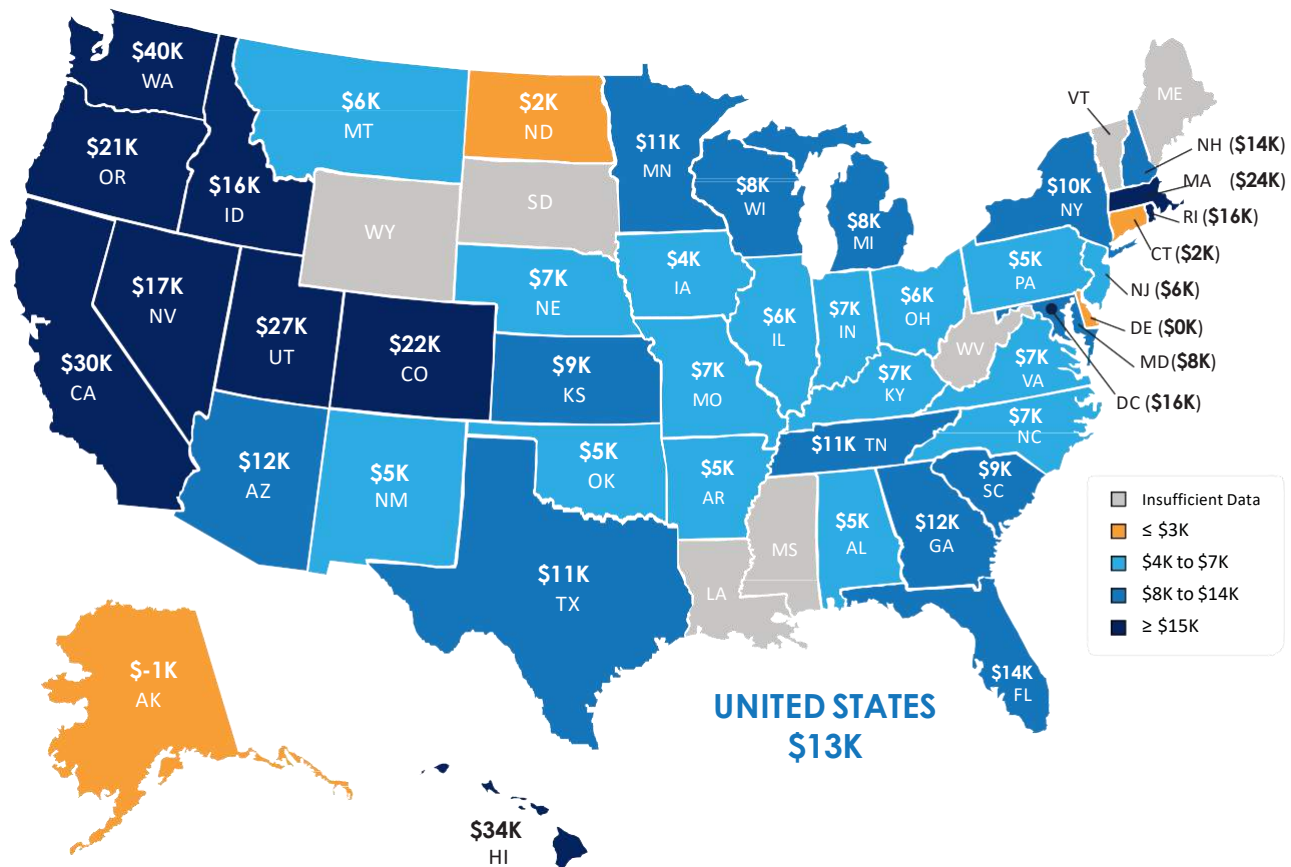 $40K
WA
$6K
MT
$2K
ND
$11K
MN
VT
ME
NH ($14K)
MA ($24K)
RI ($16K)
CT ($2K)
NJ ($6K)
DE ($0K)
MD($8K)
DC ($16K)
$21K
OR
$16K
ID
WY
SD
$8K
WI
$8K
MI
$10K
NY
$17K
NV
$27K
UT
$22K
CO
$30K
CA
$7K
NE
$4K
IA
$6K
IL
$7K
IN
$6K
OH
$5K
PA
WV
$7K
VA
$9K
KS
$7K
MO
$7K
KY
$7K
NC
$12K
AZ
$5K
NM
$5K
OK
$5K
AR
$11K TN
$9K
SC
$11K
TX
LA
MS
$5K
AL
$12K
GA
$14K
FL
Insufficient Data
≤ $3K
$4K to $7K
$8K to $14K
≥ $15K
$-1K
AK
$34K
HI
UNITED STATES
$13K